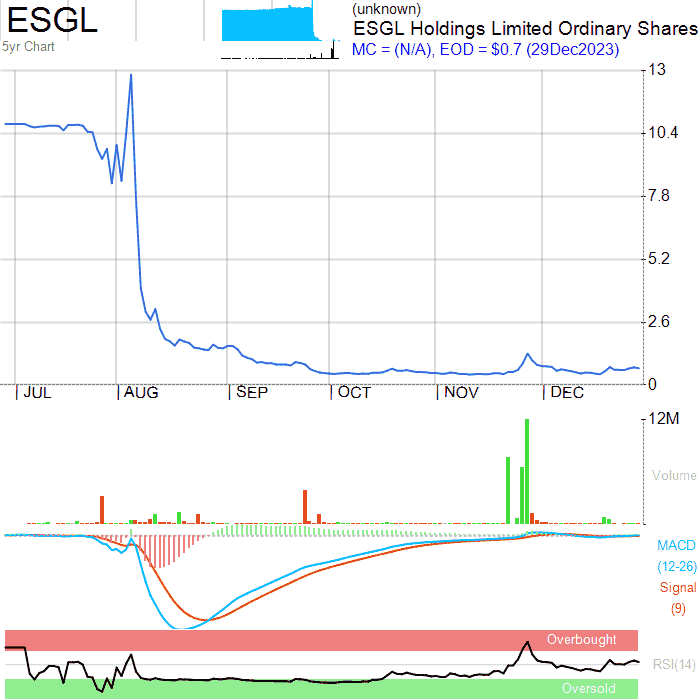 ESGL
5yr Chart
(unknown)
ESGL Holdings Limited Ordinary Shares
MC = (N/A), EOD = $0.7 (29Dec2023)
13
10.4
7.8
5.2
2.6
0
JUL AUG SEP OCT NOV DEC
12M
Volume
MACD
(12-26)
Signal
(9)
Overbought
RSI(14)
Oversold